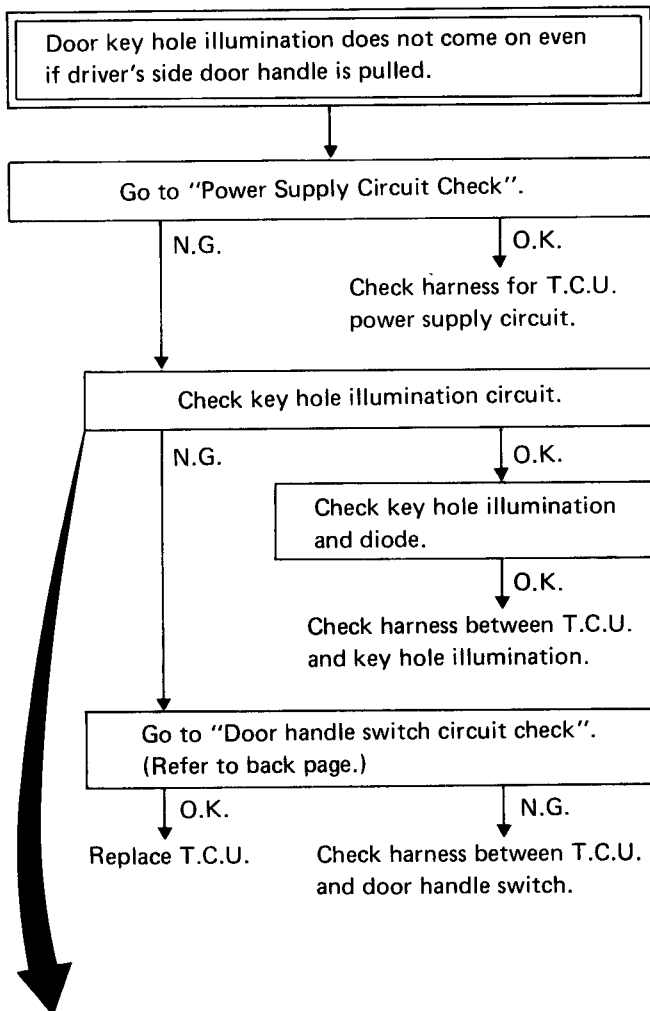 Door key hole illumination does not come on even
if driver's side door handle is pulled.
Go to "Power Supply Circuit Check".
N.G.
O.K.
Check harness for T.C.U.
power supply circuit.
Check key hole illumination circuit.
N.G.
O.K.
Check key hole illumination
and diode.
O.K.
Check harness between T.C.U.
and key hole illumination.
Go to "Door handle switch circuit check".
(Refer to back page.)
O.K.
N.G.
Replace T.C.U.
Check harness between T.C.U.
and door handle switch.